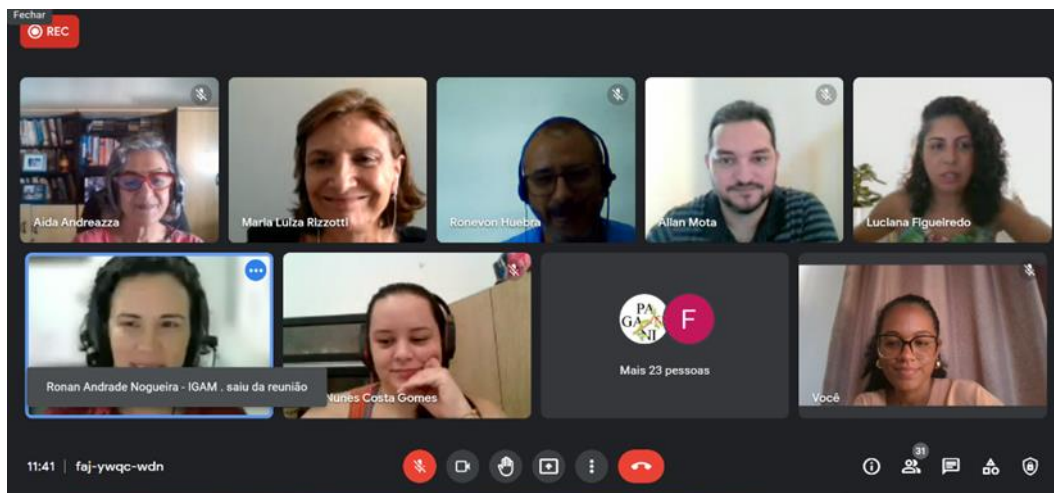 Fechar
REC
Aida Andreazza
Maria Luiza Rizzotti
Ronevon Huebra
Allan Mota
Luciana Figueiredo
Ronan Andrade Nogueira - IGAM . saiu da reunião
Nunes Costa Gomes
PA
GA NI
F
Mais 23 pessoas
Você
11:41 | faj-ywqc-wdn
31